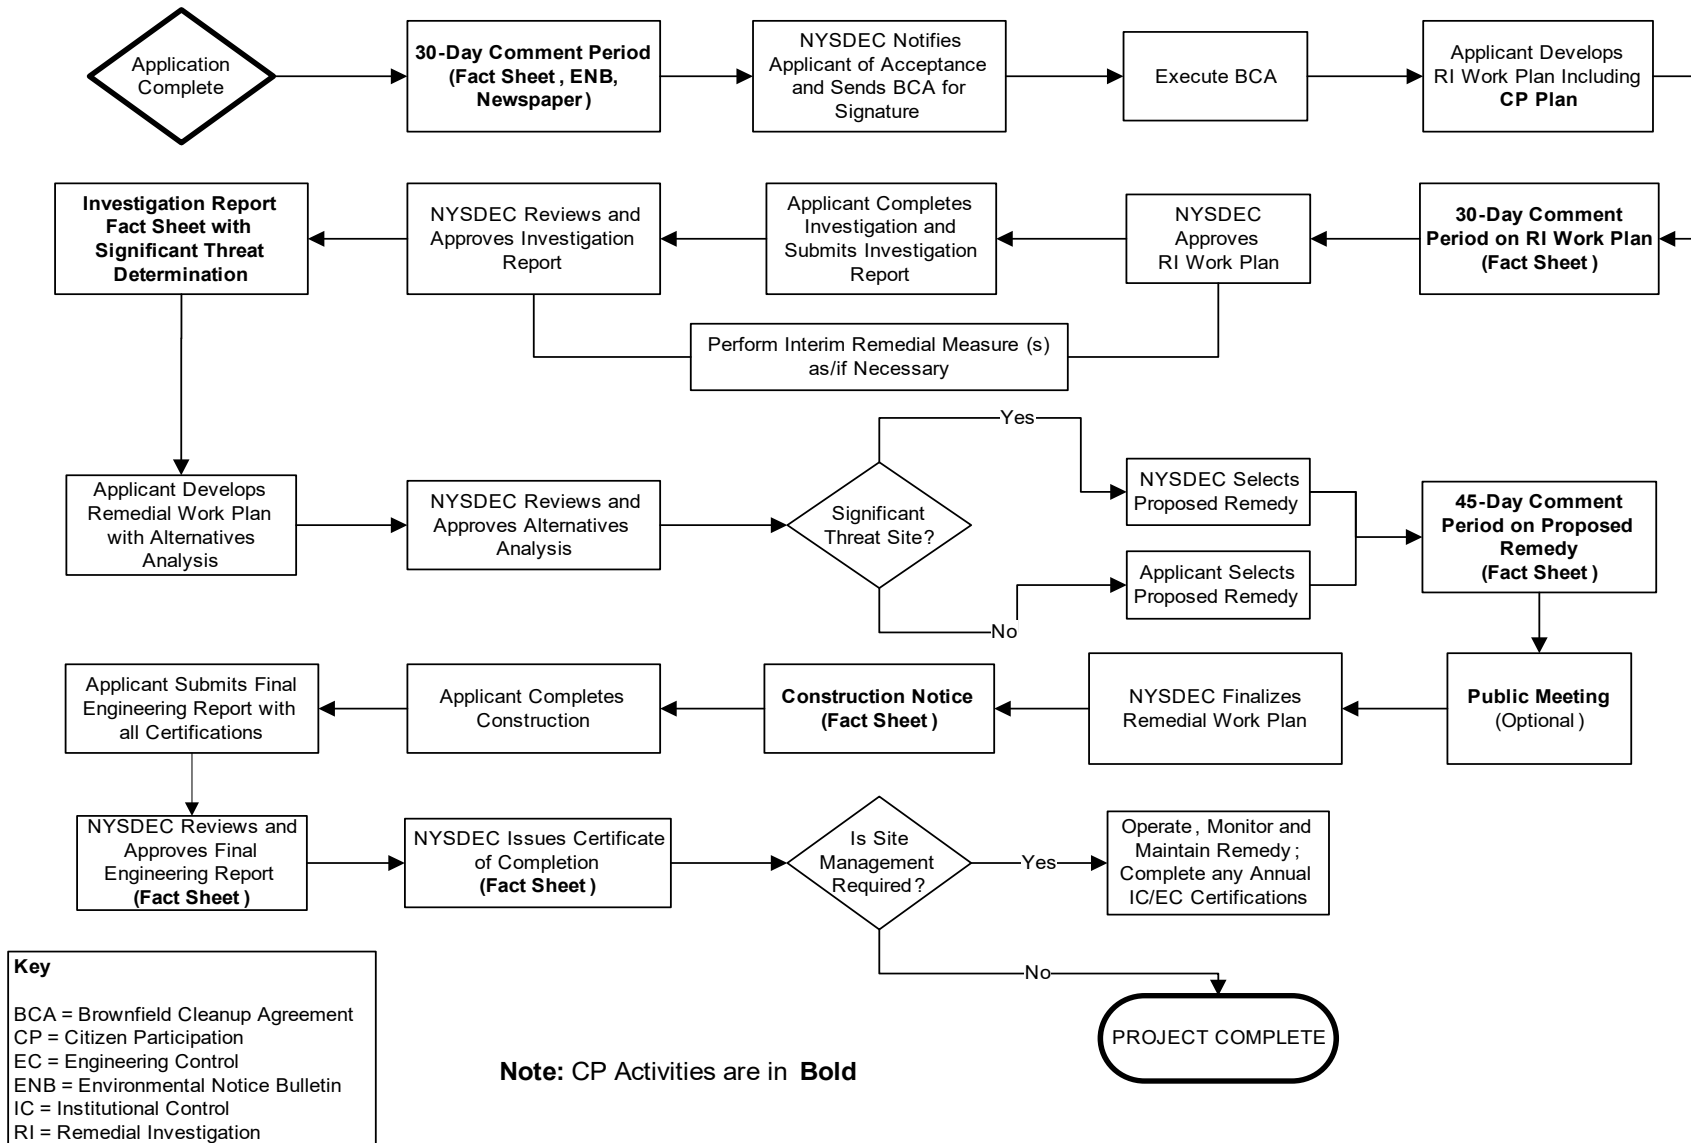 Application
Complete
30-Day Comment Period
(Fact Sheet, ENB,
Newspaper)
NYSDEC Notifies
Applicant of Acceptance
and Sends BCA for
Signature
Execute BCA
Applicant Develops
RI Work Plan Including
CP Plan
30-Day Comment
Period on RI Work Plan
(Fact Sheet)
NYSDEC
Approves
RI Work Plan
Applicant Completes
Investigation and
Submits Investigation
Report
NYSDEC Reviews and
Approves Investigation
Report
Investigation Report
Fact Sheet with
Significant Threat
Determination
Perform Interim Remedial Measure (s)
as/if Necessary
Applicant Develops
Remedial Work Plan
with Alternatives
Analysis
NYSDEC Reviews and
Approves Alternatives
Analysis
Significant
Threat Site?
Yes
No
NYSDEC Selects
Proposed Remedy
Applicant Selects
Proposed Remedy
45-Day Comment
Period on Proposed
Remedy
(Fact Sheet)
Public Meeting
(Optional)
NYSDEC Finalizes
Remedial Work Plan
Construction Notice
(Fact Sheet)
Applicant Completes
Construction
Applicant Submits Final
Engineering Report with
all Certifications
NYSDEC Reviews and
Approves Final
Engineering Report
(Fact Sheet)
NYSDEC Issues Certificate
of Completion
(Fact Sheet)
Is Site
Management
Required?
Yes
Operate, Monitor and
Maintain Remedy;
Complete any Annual
IC/EC Certifications
No
PROJECT COMPLETE
Key
BCA = Brownfield Cleanup Agreement
CP = Citizen Participation
EC = Engineering Control
ENB = Environmental Notice Bulletin
IC = Institutional Control
RI = Remedial Investigation
Note: CP Activities are in Bold